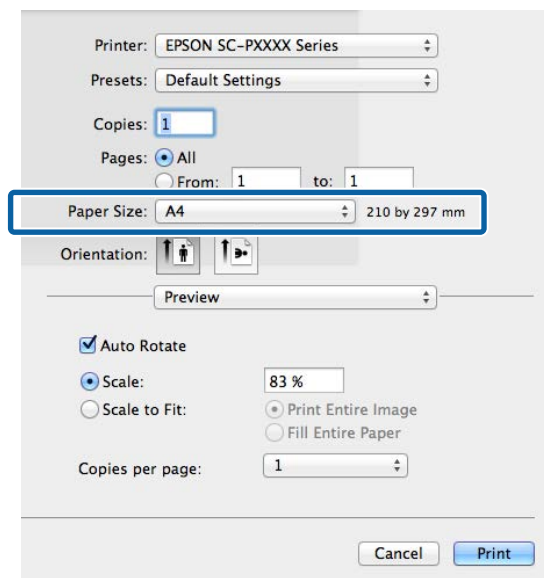 Printer: EPSON SC-PXXXX Series
Presets: Default Settings
Copies: 1
Pages: All
From: 1 to: 1
Paper Size: A4 210 by 297 mm
Orientation:
Preview
Auto Rotate
Scale: 83 %
Scale to Fit: Print Entire Image
Fill Entire Paper
Copies per page: 1
Cancel Print